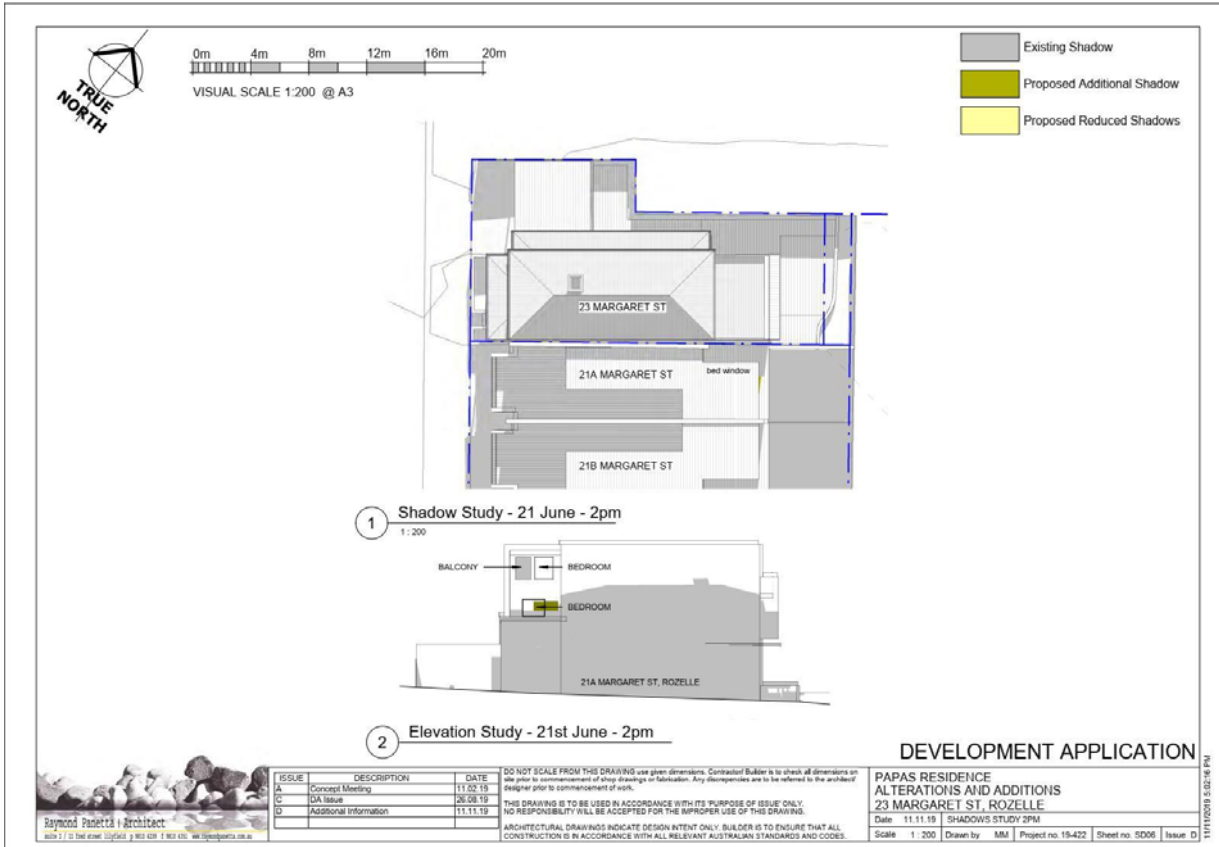 TRUE
NORTH
0m 4m 8m 12m 16m 20m
VISUAL SCALE 1:200 @ A3
Existing Shadow
Proposed Additional Shadow
Proposed Reduced Shadows
23 MARGARET ST
21A MARGARET ST
bed window
21B MARGARET ST
1 Shadow Study - 21 June - 2pm
1 : 200
BALCONY
BEDROOM
BEDROOM
21A MARGARET ST, ROZELLE
2 Elevation Study - 21st June - 2pm
DEVELOPMENT APPLICATION
Raymond Panetta Architect
ISSUE DESCRIPTION DATE
A Concept Meeting 11.02.19
C DA Issue 26.08.19
D Additional Information 11.11.19
DO NOT SCALE FROM THIS DRAWING use given dimensions. Contractor/ Builder is to check all dimensions on
site prior to commencement of shop drawings or fabrication. Any discrepencies are to be referred to the architect/
designer prior to commencement of work.
THIS DRAWING IS TO BE USED IN ACCORDANCE WITH ITS 'PURPOSE OF ISSUE' ONLY.
NO RESPONSIBILITY WILL BE ACCEPTED FOR THE IMPROPER USE OF THIS DRAWING.
ARCHITECTURAL DRAWINGS INDICATE DESIGN INTENT ONLY. BUILDER IS TO ENSURE THAT ALL
CONSTRUCTION IS IN ACCORDANCE WITH ALL RELEVANT AUSTRALIAN STANDARDS AND CODES.
PAPAS RESIDENCE
ALTERATIONS AND ADDITIONS
23 MARGARET ST, ROZELLE
Date 11.11.19 SHADOWS STUDY 2PM
Scale 1 : 200 Drawn by MM Project no. 19-422 Sheet no. SD06 Issue D
11/11/2019 5:02:16 PM